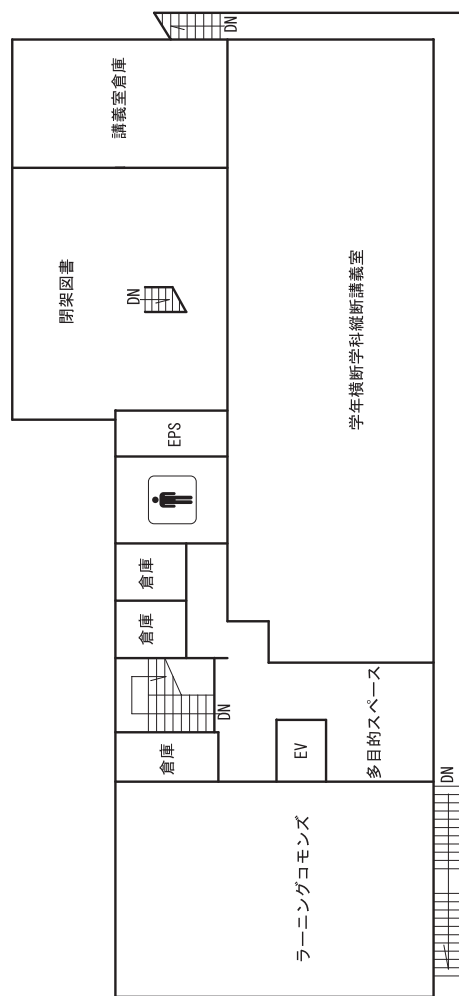 DN
講義室倉庫
閉架図書
DN
学年横断学科縦断講義室
EPS
倉庫
倉庫
DN
倉庫
EV
多目的スペース
DN
ラーニングコモンズ